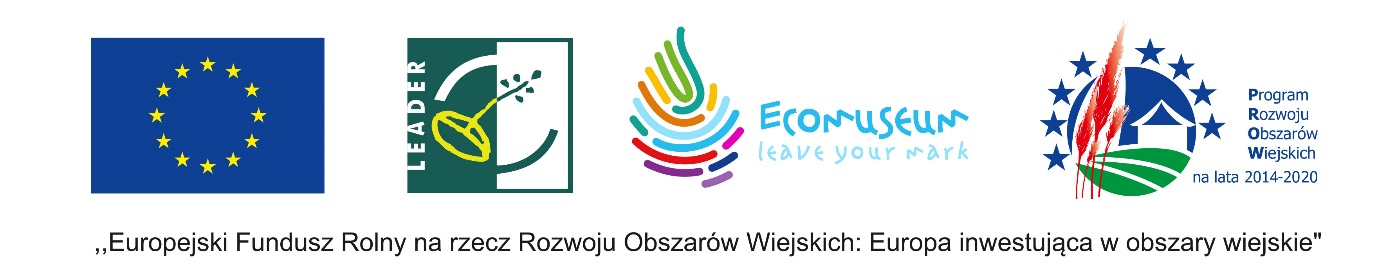 LEADER
Ecomuseum
leave your mark
Program
Rozwoju
Obszarów
Wiejskich
na lata 2014-2020
,,Europejski Fundusz Rolny na rzecz Rozwoju Obszarów Wiejskich: Europa inwestująca w obszary wiejskie"